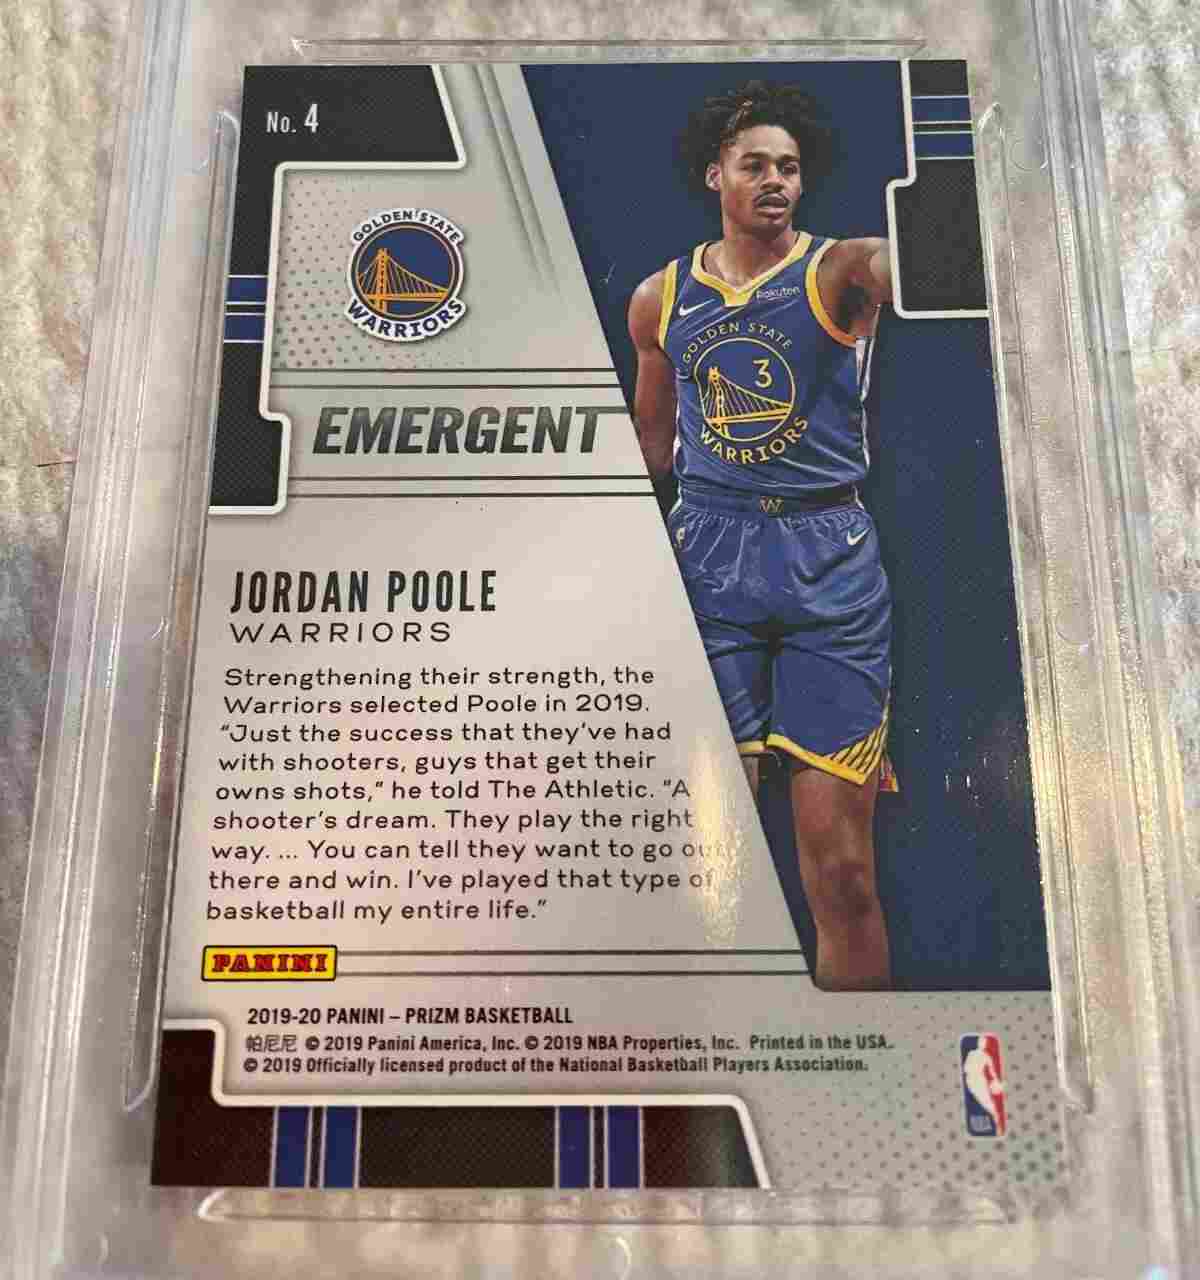 No. 4
GOLDEN STATE
WARRIORS
Rakuten
GOLDEN STATE
3
WARRIORS
EMERGENT
JORDAN POOLE
WARRIORS
Strengthening their strength, the
Warriors selected Poole in 2019.
“Just the success that they’ve had
with shooters, guys that get their
owns shots,” he told The Athletic. “A
shooter’s dream. They play the right
way. ... You can tell they want to go out
there and win. I’ve played that type of
basketball my entire life.”
PANINI
2019-20 PANINI – PRIZM BASKETBALL
帕尼尼 © 2019 Panini America, Inc. © 2019 NBA Properties, Inc. Printed in the USA.
© 2019 Officially licensed product of the National Basketball Players Association.
NBA